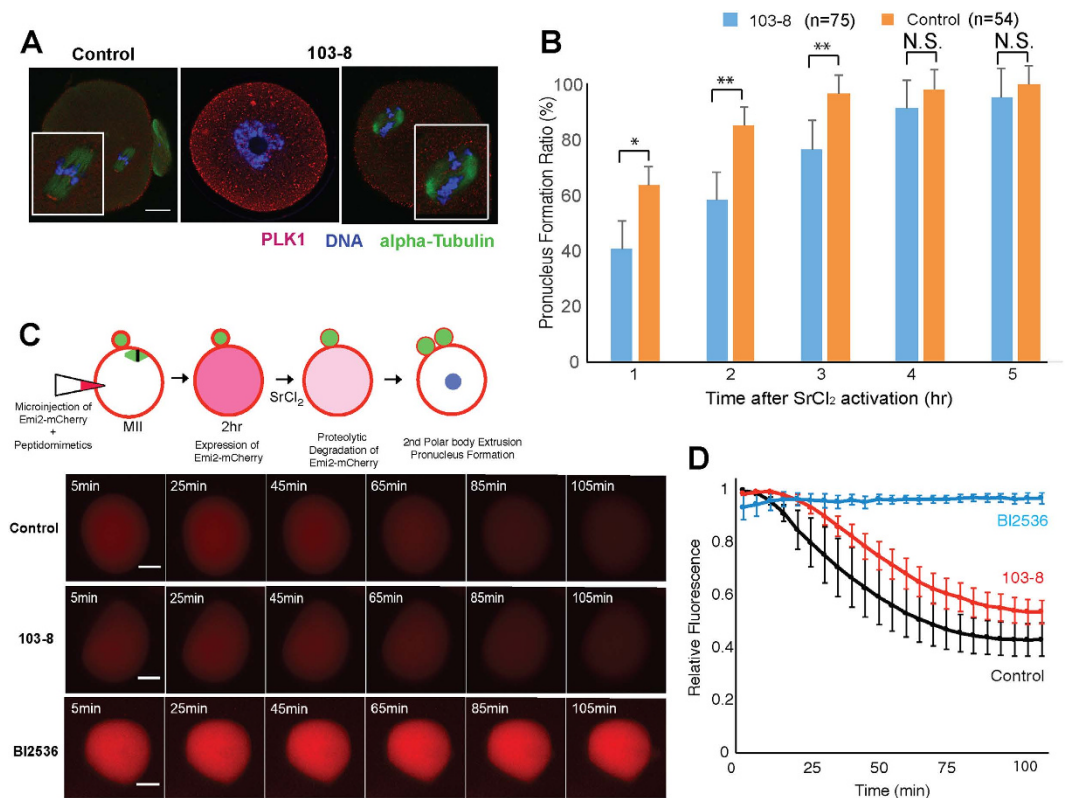 A
Control
103-8
PLK1 DNA alpha-Tubulin
B
103-8 (n=75) Control (n=54)
Pronucleus Formation Ratio (%)
100
80
60
40
20
0
*
**
**
N.S.
N.S.
1 2 3 4 5
Time after SrCl₂ activation (hr)
C
Microinjection of
Emi2-mCherry
+
Peptidomimetics
MII
2hr
Expression of
Emi2-mCherry
SrCl₂
Proteolytic
Degradation of
Emi2-mCherry
2nd Polar body Extrusion
Pronucleus Formation
Control
5min 25min 45min 65min 85min 105min
103-8
5min 25min 45min 65min 85min 105min
BI2536
5min 25min 45min 65min 85min 105min
D
Relative Fluorescence
1
0.8
0.6
0.4
0.2
0
BI2536
103-8
Control
0 25 50 75 100
Time (min)